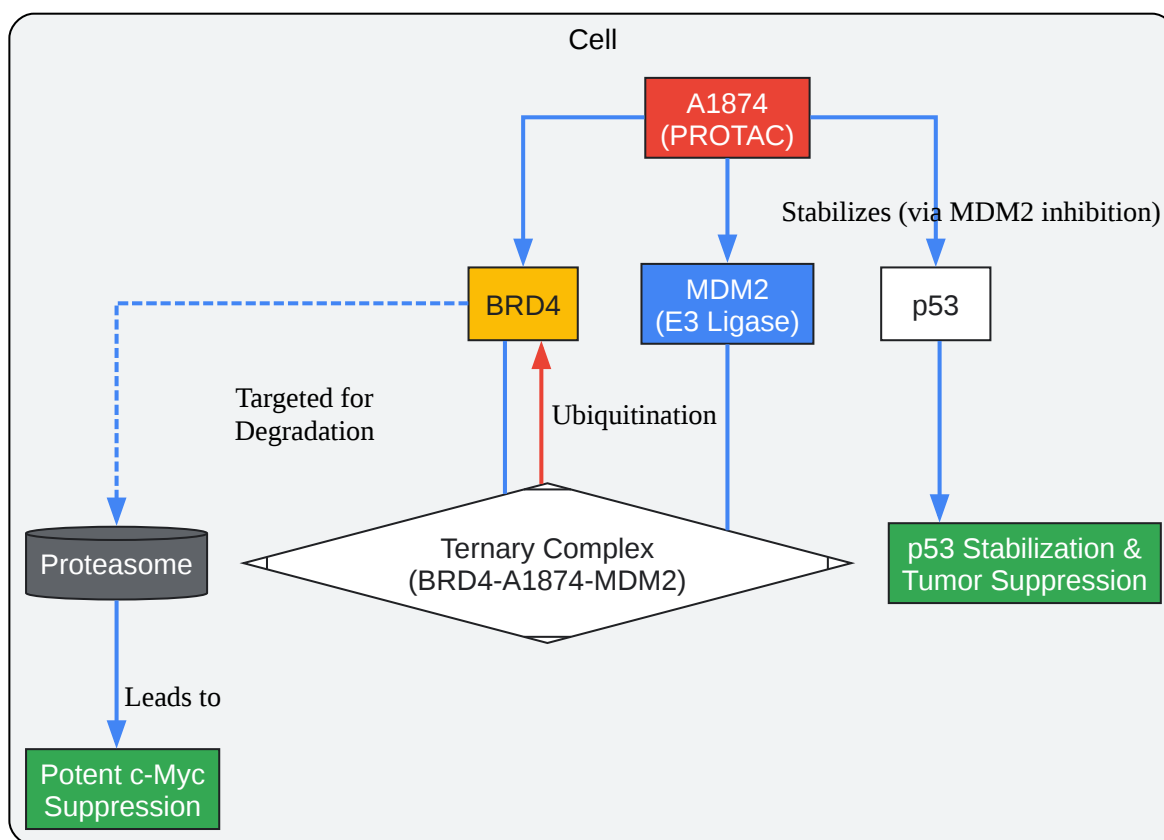 Cell
A1874
(PROTAC)
Stabilizes (via MDM2 inhibition)
BRD4
MDM2
(E3 Ligase)
p53
Targeted for
Degradation
Ubiquitination
Proteasome
Ternary Complex
(BRD4-A1874-MDM2)
p53 Stabilization &
Tumor Suppression
Leads to
Potent c-Myc
Suppression